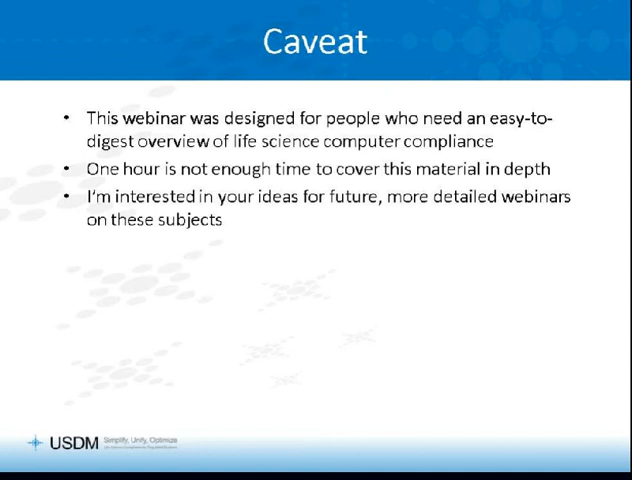 Caveat
• This webinar was designed for people who need an easy-to-
digest overview of life science computer compliance
• One hour is not enough time to cover this material in depth
• I'm interested in your ideas for future, more detailed webinars
on these subjects
USDM Simplify, Unify, Optimize